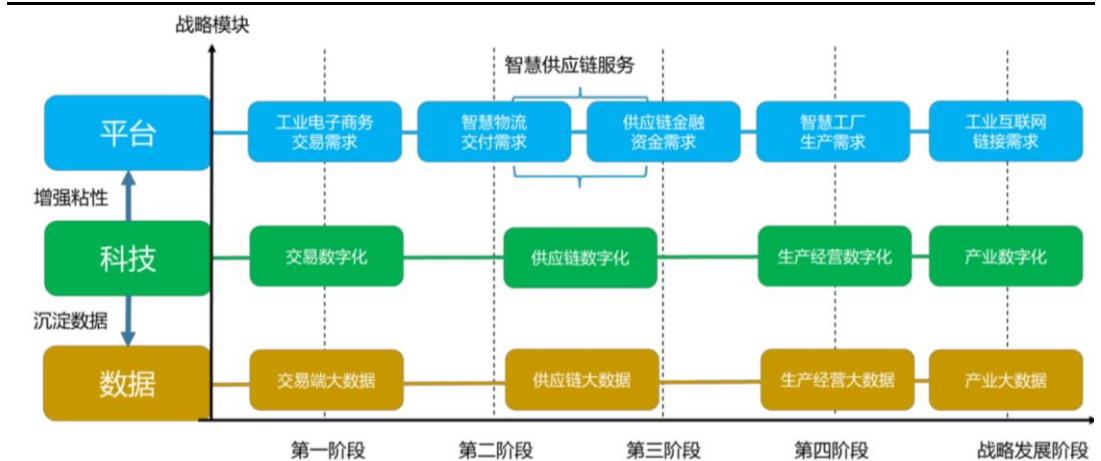 战略模块
智慧供应链服务
平台
工业电子商务
交易需求
智慧物流
交付需求
供应链金融
资金需求
智慧工厂
生产需求
工业互联网
链接需求
增强粘性
科技
交易数字化
供应链数字化
生产经营数字化
产业数字化
沉淀数据
数据
交易端大数据
供应链大数据
生产经营大数据
产业大数据
第一阶段
第二阶段
第三阶段
第四阶段
战略发展阶段